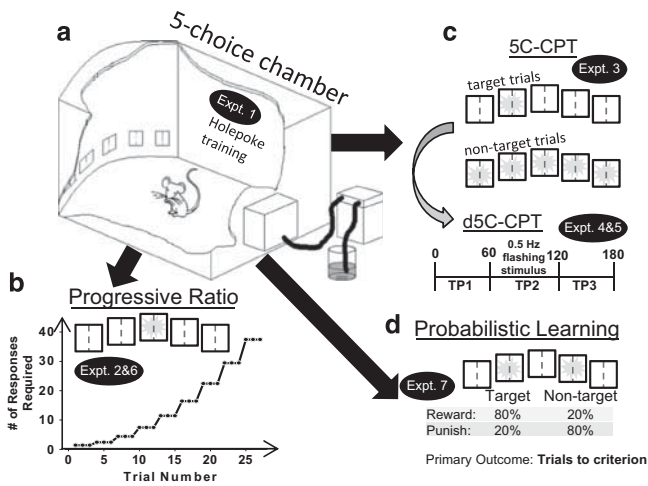 a
5-choice chamber
Expt. 1
Holepoke
training
b
Progressive Ratio
Expt. 2&6
# of Responses
Required
40
30
20
10
0
0 5 10 15 20 25
Trial Number
c
5C-CPT
Expt. 3
target trials
non-target trials
d5C-CPT
Expt. 4&5
0 60 0.5 Hz 120 180
flashing
stimulus
TP1 TP2 TP3
d
Probabilistic Learning
Expt. 7
Target Non-target
Reward: 80% 20%
Punish: 20% 80%
Primary Outcome: Trials to criterion